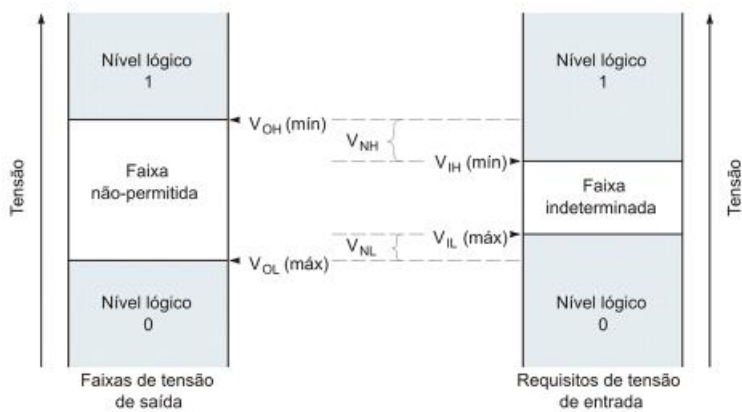 Tensão
Nível lógico
1
Faixa
não-permitida
Nível lógico
0
Faixas de tensão
de saída
V_OH (mín)
V_NH
V_IH (mín)
V_NL
V_IL (máx)
V_OL (máx)
Nível lógico
1
Faixa
indeterminada
Nível lógico
0
Requisitos de tensão
de entrada
Tensão